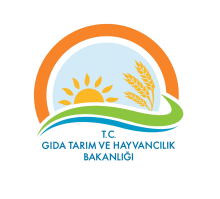 T.C.
GIDA TARIM VE HAYVANCILIK
BAKANLIĞI